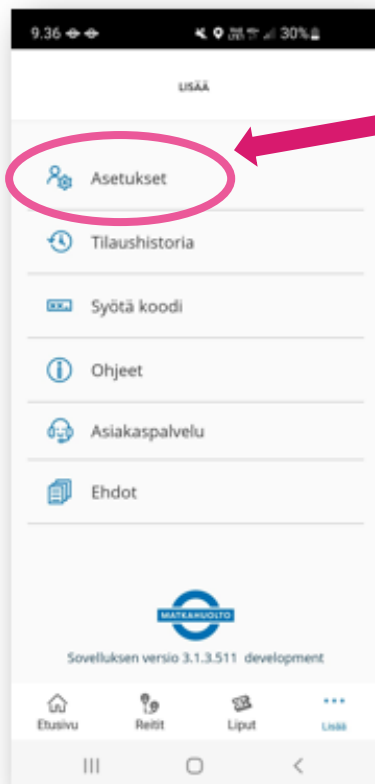 9.36 30%
LISÄÄ
Asetukset
Tilaushistoria
Syötä koodi
Ohjeet
Asiakaspalvelu
Ehdot
MATKAHUOLTO
Sovelluksen versio 3.1.3.511 development
Etusivu Reitit Liput Lisää